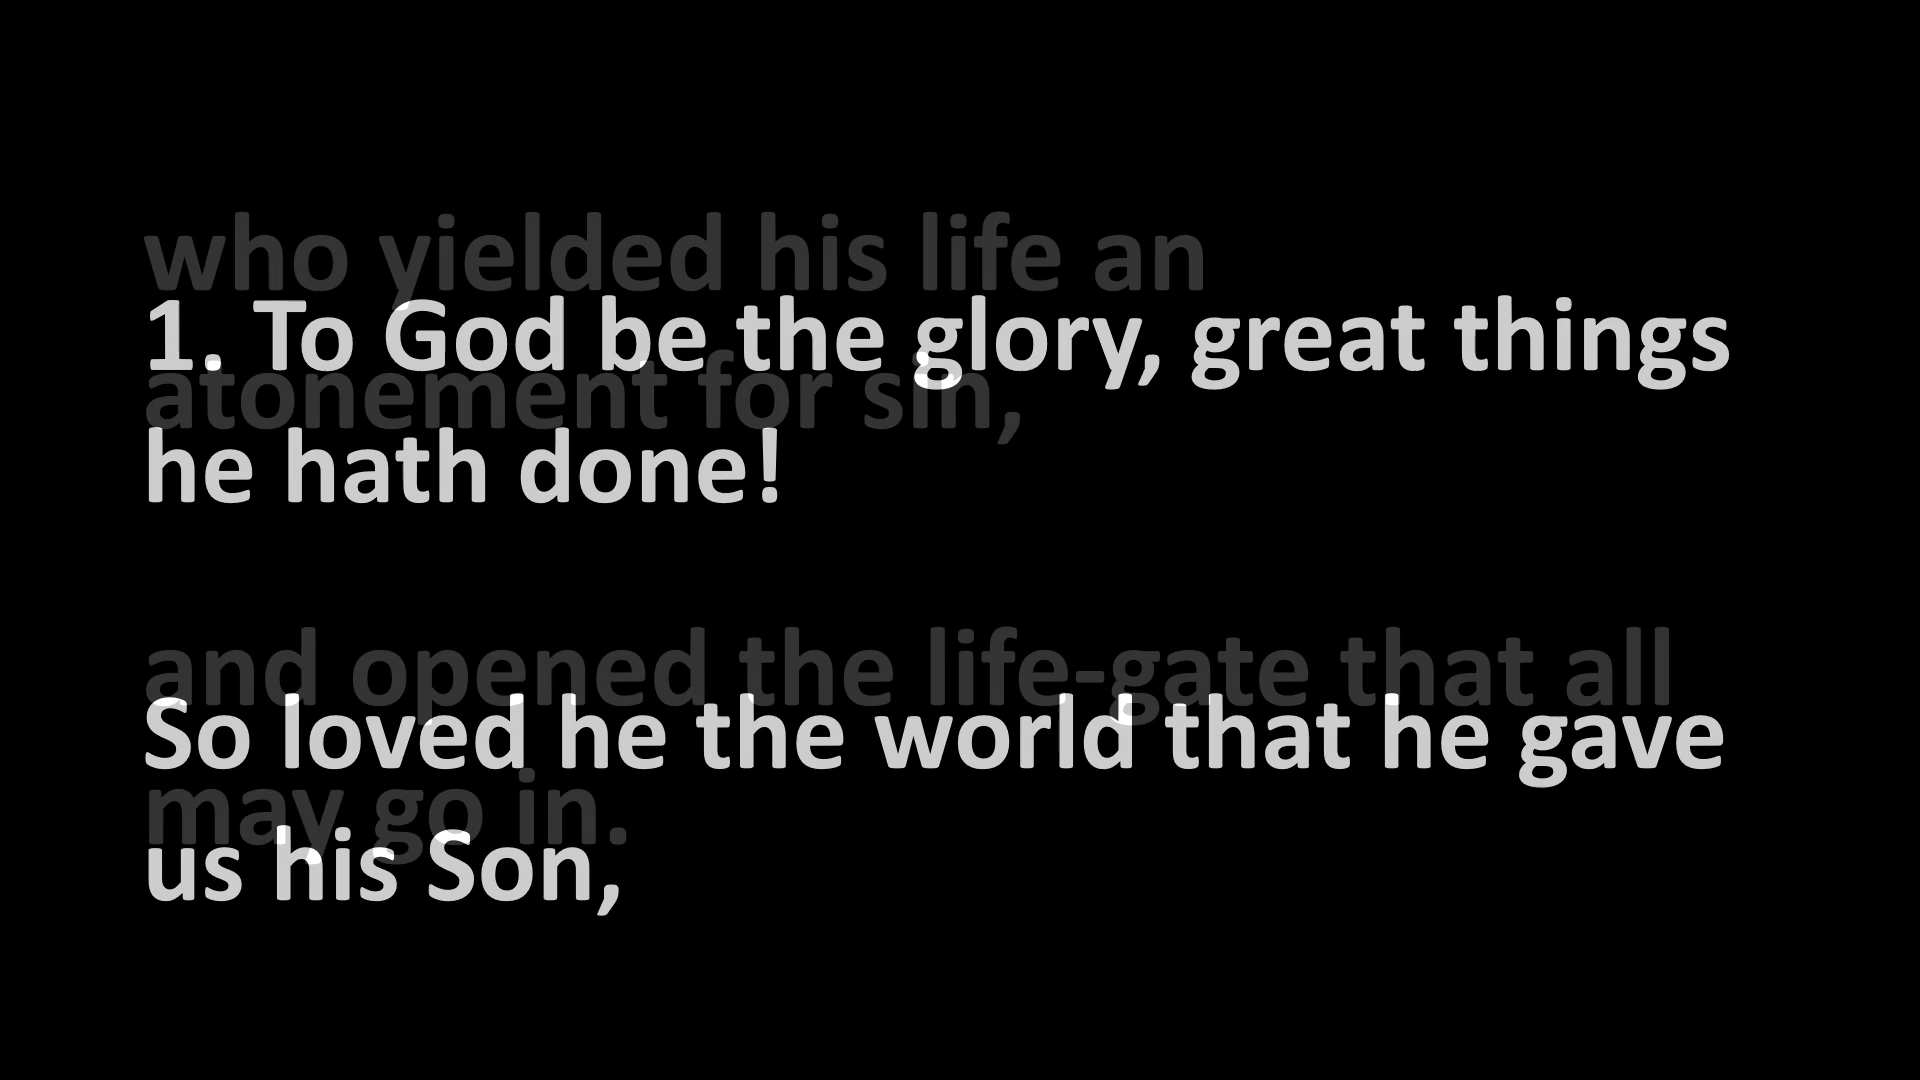 who yielded his life an
1. To God be the glory, great things
atonement for sin,
he hath done!
and opened the life-gate that all
So loved he the world that he gave
may go in.
us his Son,